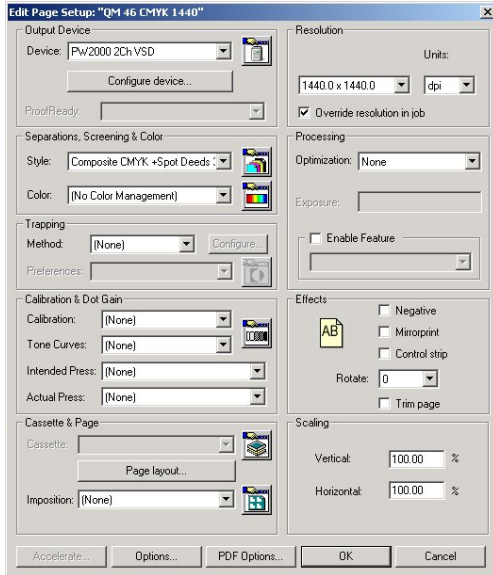 Edit Page Setup: "QM 46 CMYK 1440"
Output Device
Device: PW2000 2Ch VSD
Configure device...
ProofReady:
Separations, Screening & Color
Style: Composite CMYK +Spot Deeds
Color: (No Color Management)
Trapping
Method: (None) Configure...
Preferences:
Calibration & Dot Gain
Calibration: (None)
Tone Curves: (None)
Intended Press: (None)
Actual Press: (None)
Cassette & Page
Cassette:
Page layout...
Imposition: (None)
Resolution
Units:
1440.0 x 1440.0 dpi
Override resolution in job
Processing
Optimization: None
Exposure:
Enable Feature
Effects
AB
Negative
Mirrorprint
Control strip
Rotate: 0
Trim page
Scaling
Vertical: 100.00 %
Horizontal: 100.00 %
Accelerate... Options... PDF Options... OK Cancel